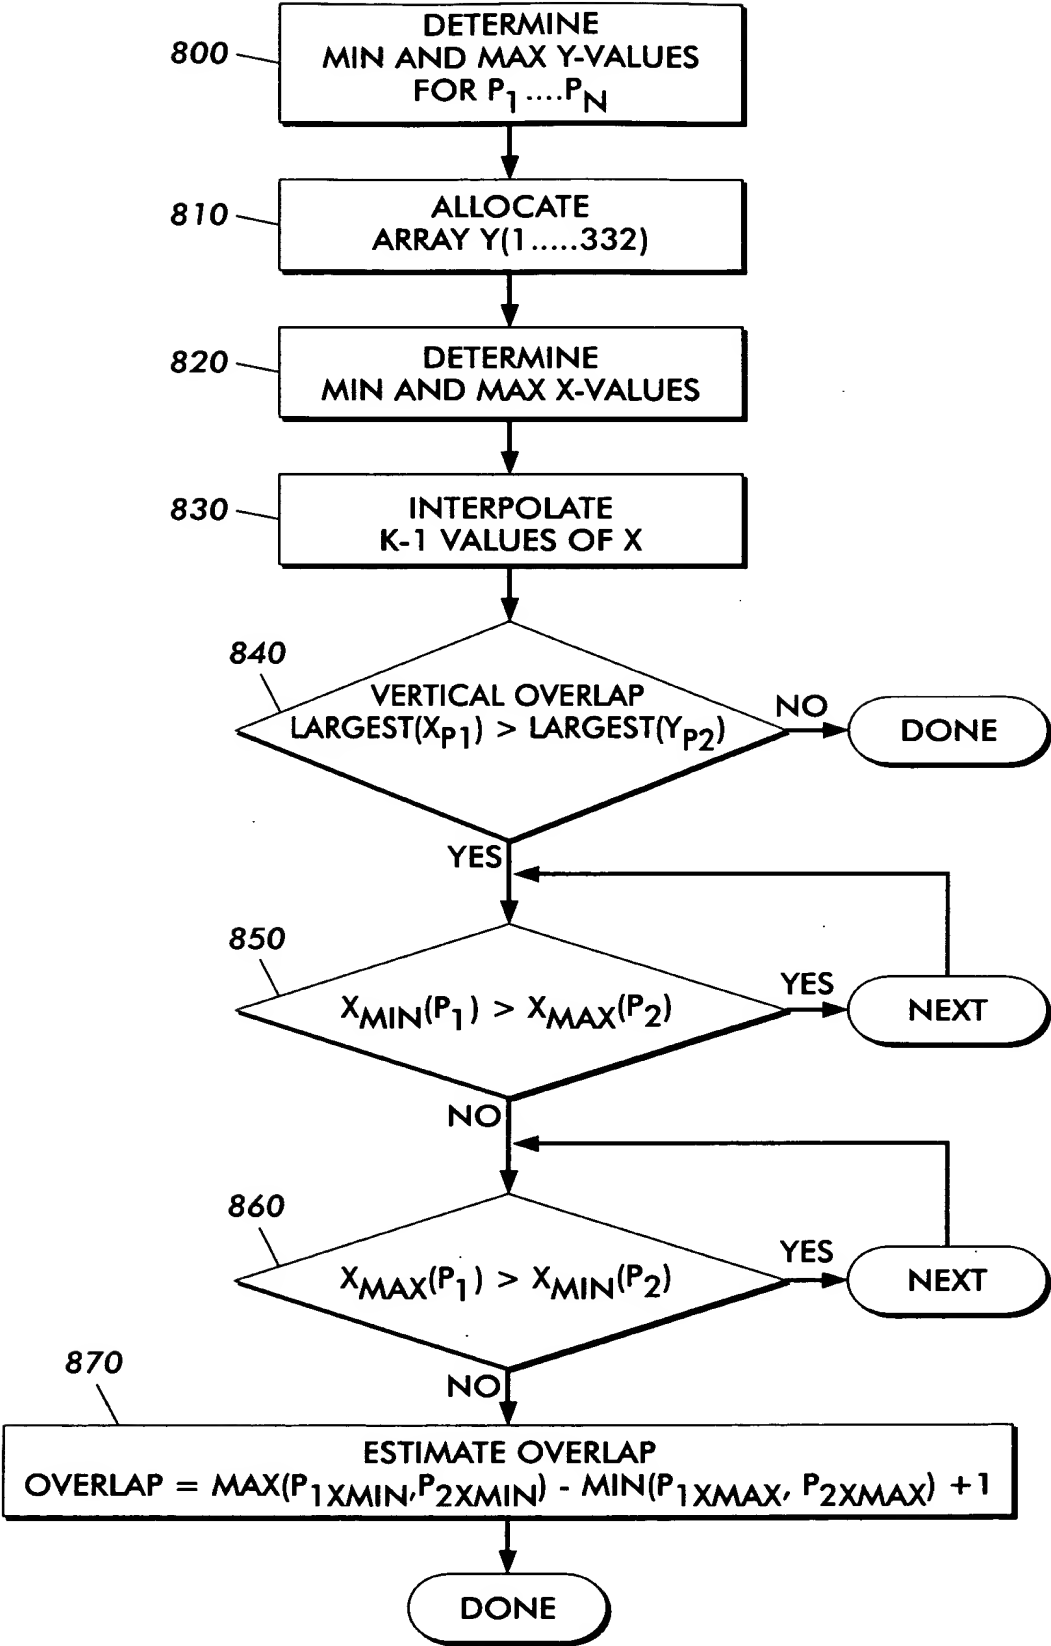 800
DETERMINE
MIN AND MAX Y-VALUES
FOR P1....PN
810
ALLOCATE
ARRAY Y(1.....332)
820
DETERMINE
MIN AND MAX X-VALUES
830
INTERPOLATE
K-1 VALUES OF X
840
VERTICAL OVERLAP
LARGEST(XP1) > LARGEST(YP2)
NO
DONE
YES
850
XMIN(P1) > XMAX(P2)
YES
NEXT
NO
860
XMAX(P1) > XMIN(P2)
YES
NEXT
NO
870
ESTIMATE OVERLAP
OVERLAP = MAX(P1XMIN,P2XMIN) - MIN(P1XMAX, P2XMAX) +1
DONE